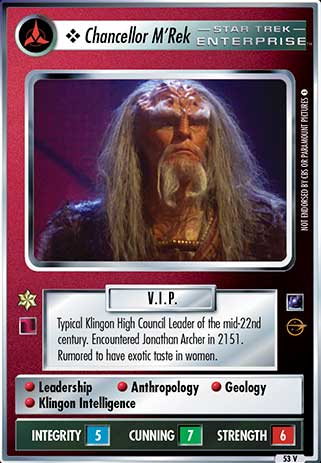 ❖ Chancellor M'Rek
STAR TREK
ENTERPRISE™
NOT ENDORSED BY CBS OR PARAMOUNT PICTURES
V.I.P.
Typical Klingon High Council Leader of the mid-22nd
century. Encountered Jonathan Archer in 2151.
Rumored to have exotic taste in women.
• Leadership • Anthropology • Geology
• Klingon Intelligence
INTEGRITY 5 CUNNING 7 STRENGTH 6
53 V